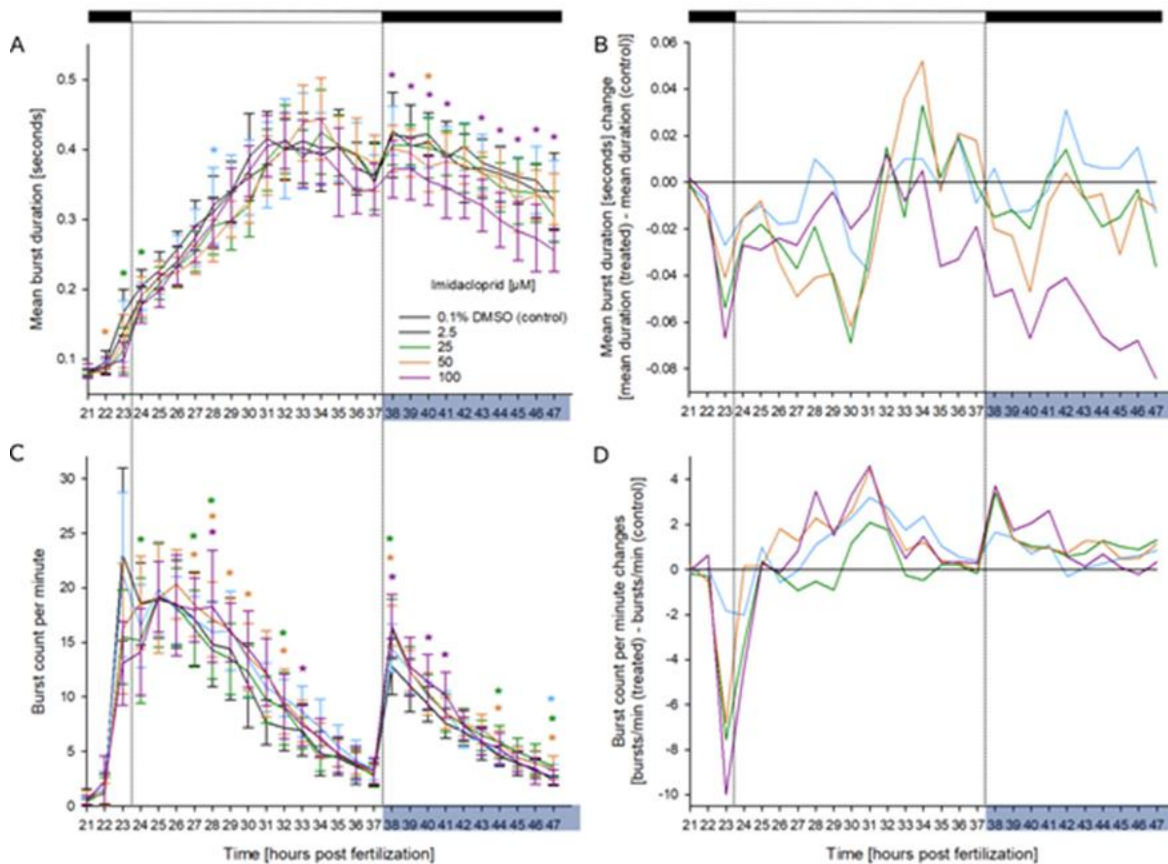 A
Mean burst duration [seconds]
0.5
0.4
0.3
0.2
0.1
Imidacloprid [µM]
0.1% DMSO (control)
2.5
25
50
100
21 22 23 24 25 26 27 28 29 30 31 32 33 34 35 36 37 38 39 40 41 42 43 44 45 46 47
B
Mean burst duration [seconds] change
[mean duration (treated) - mean duration (control)]
0.06
0.04
0.02
0.00
-0.02
-0.04
-0.06
-0.08
21 22 23 24 25 26 27 28 29 30 31 32 33 34 35 36 37 38 39 40 41 42 43 44 45 46 47
C
Burst count per minute
30
25
20
15
10
5
0
21 22 23 24 25 26 27 28 29 30 31 32 33 34 35 36 37 38 39 40 41 42 43 44 45 46 47
Time [hours post fertilization]
D
Burst count per minute changes
[bursts/min (treated) - bursts/min (control)]
4
2
0
-2
-4
-6
-8
-10
21 22 23 24 25 26 27 28 29 30 31 32 33 34 35 36 37 38 39 40 41 42 43 44 45 46 47
Time [hours post fertilization]